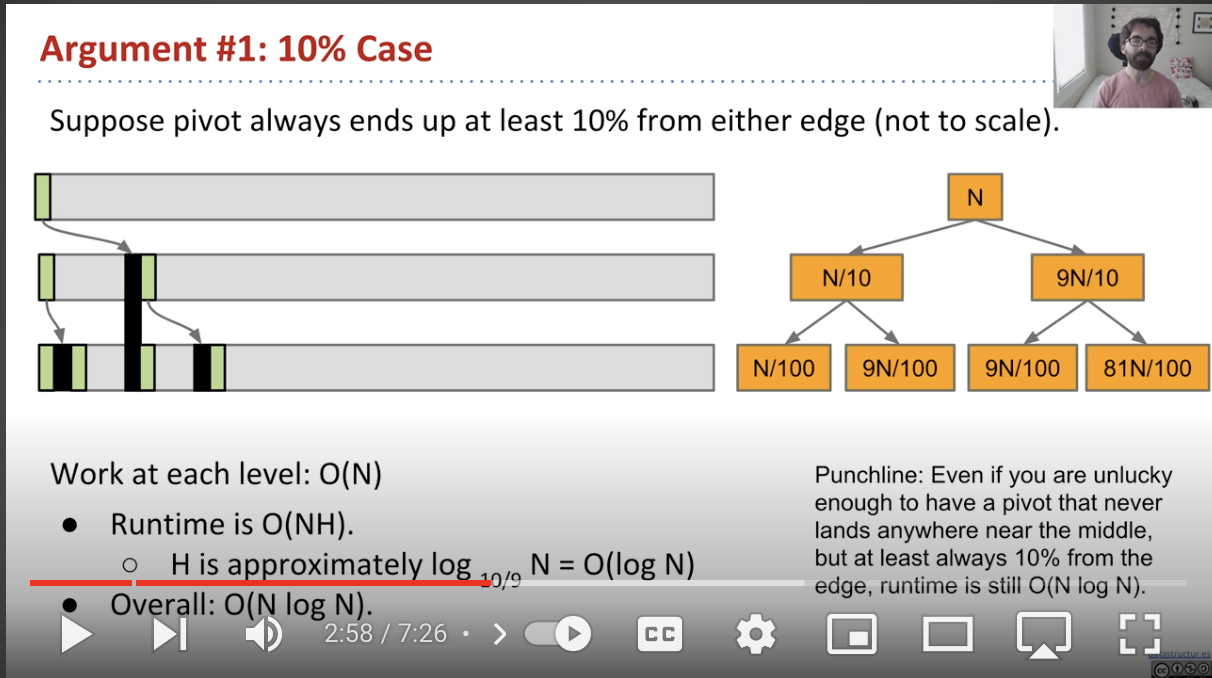 Argument #1: 10% Case
Suppose pivot always ends up at least 10% from either edge (not to scale).
N
N/10 9N/10
N/100 9N/100 9N/100 81N/100
Work at each level: O(N)
● Runtime is O(NH).
○ H is approximately log 10/9 N = O(log N)
● Overall: O(N log N).
Punchline: Even if you are unlucky
enough to have a pivot that never
lands anywhere near the middle,
but at least always 10% from the
edge, runtime is still O(N log N).
2:58 / 7:26 •
CC
datastructur.es